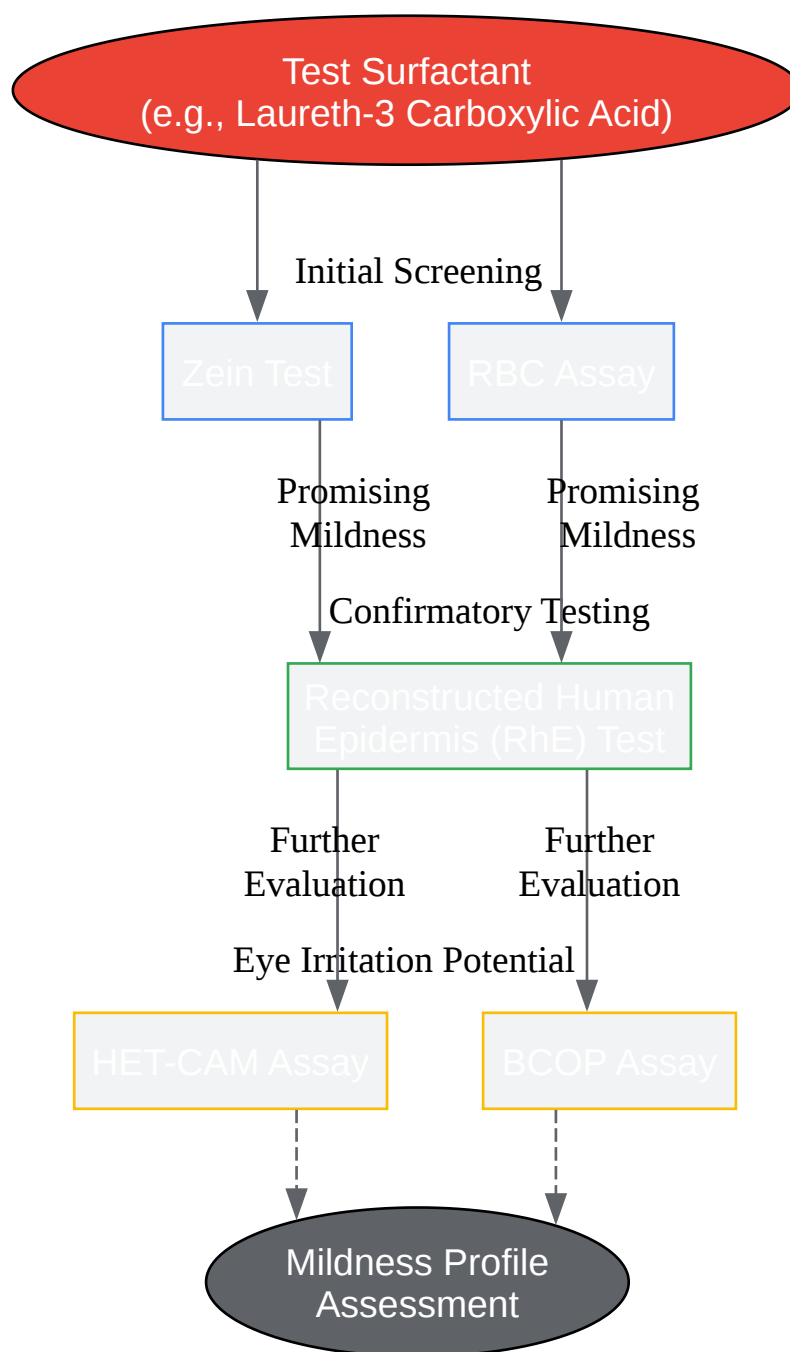 Test Surfactant
(e.g., Laureth-3 Carboxylic Acid)
Initial Screening
Zein Test
RBC Assay
Promising
Mildness
Promising
Mildness
Confirmatory Testing
Reconstructed Human
Epidermis (RhE) Test
Further
Evaluation
Further
Evaluation
Eye Irritation Potential
HET-CAM Assay
BCOP Assay
Mildness Profile
Assessment